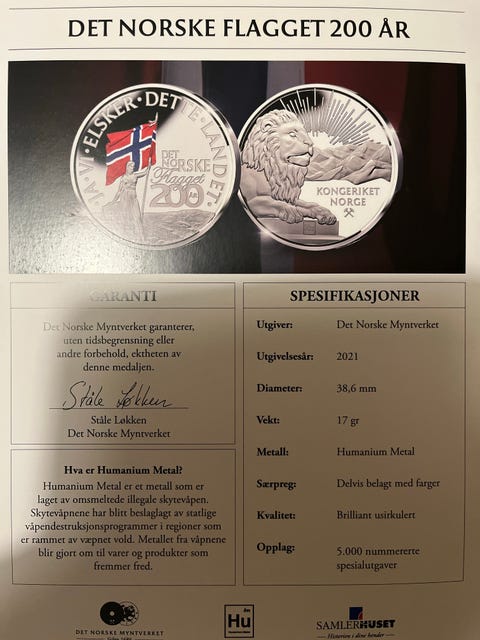 DET NORSKE FLAGGET 200 ÅR
JA, VI · ELSKER · DETTE · LANDET ·
DET
NORSKE
Flagget
200
KONGERIKET
NORGE
GARANTI
Det Norske Myntverket garanterer,
uten tidsbegrensning eller
andre forbehold, ektheten av
denne medaljen.
Ståle Løkken
Ståle Løkken
Det Norske Myntverket
Hva er Humanium Metal?
Humanium Metal er et metall som er
laget av omsmeltede illegale skytevåpen.
Skytevåpnene har blitt beslaglagt av statlige
våpendestruksjonsprogrammer i regioner som
er rammet av væpnet vold. Metallet fra våpnene
blir gjort om til varer og produkter som
fremmer fred.
SPESIFIKASJONER
Utgiver: Det Norske Myntverket
Utgivelsesår: 2021
Diameter: 38,6 mm
Vekt: 17 gr
Metall: Humanium Metal
Særpreg: Delvis belagt med farger
Kvalitet: Brilliant usirkulert
Opplag: 5.000 nummererte
spesialutgaver
DET NORSKE MYNTVERKET
Siden 1686
Hu
Humanium Metal
SAMLERHUSET
Historien i dine hender